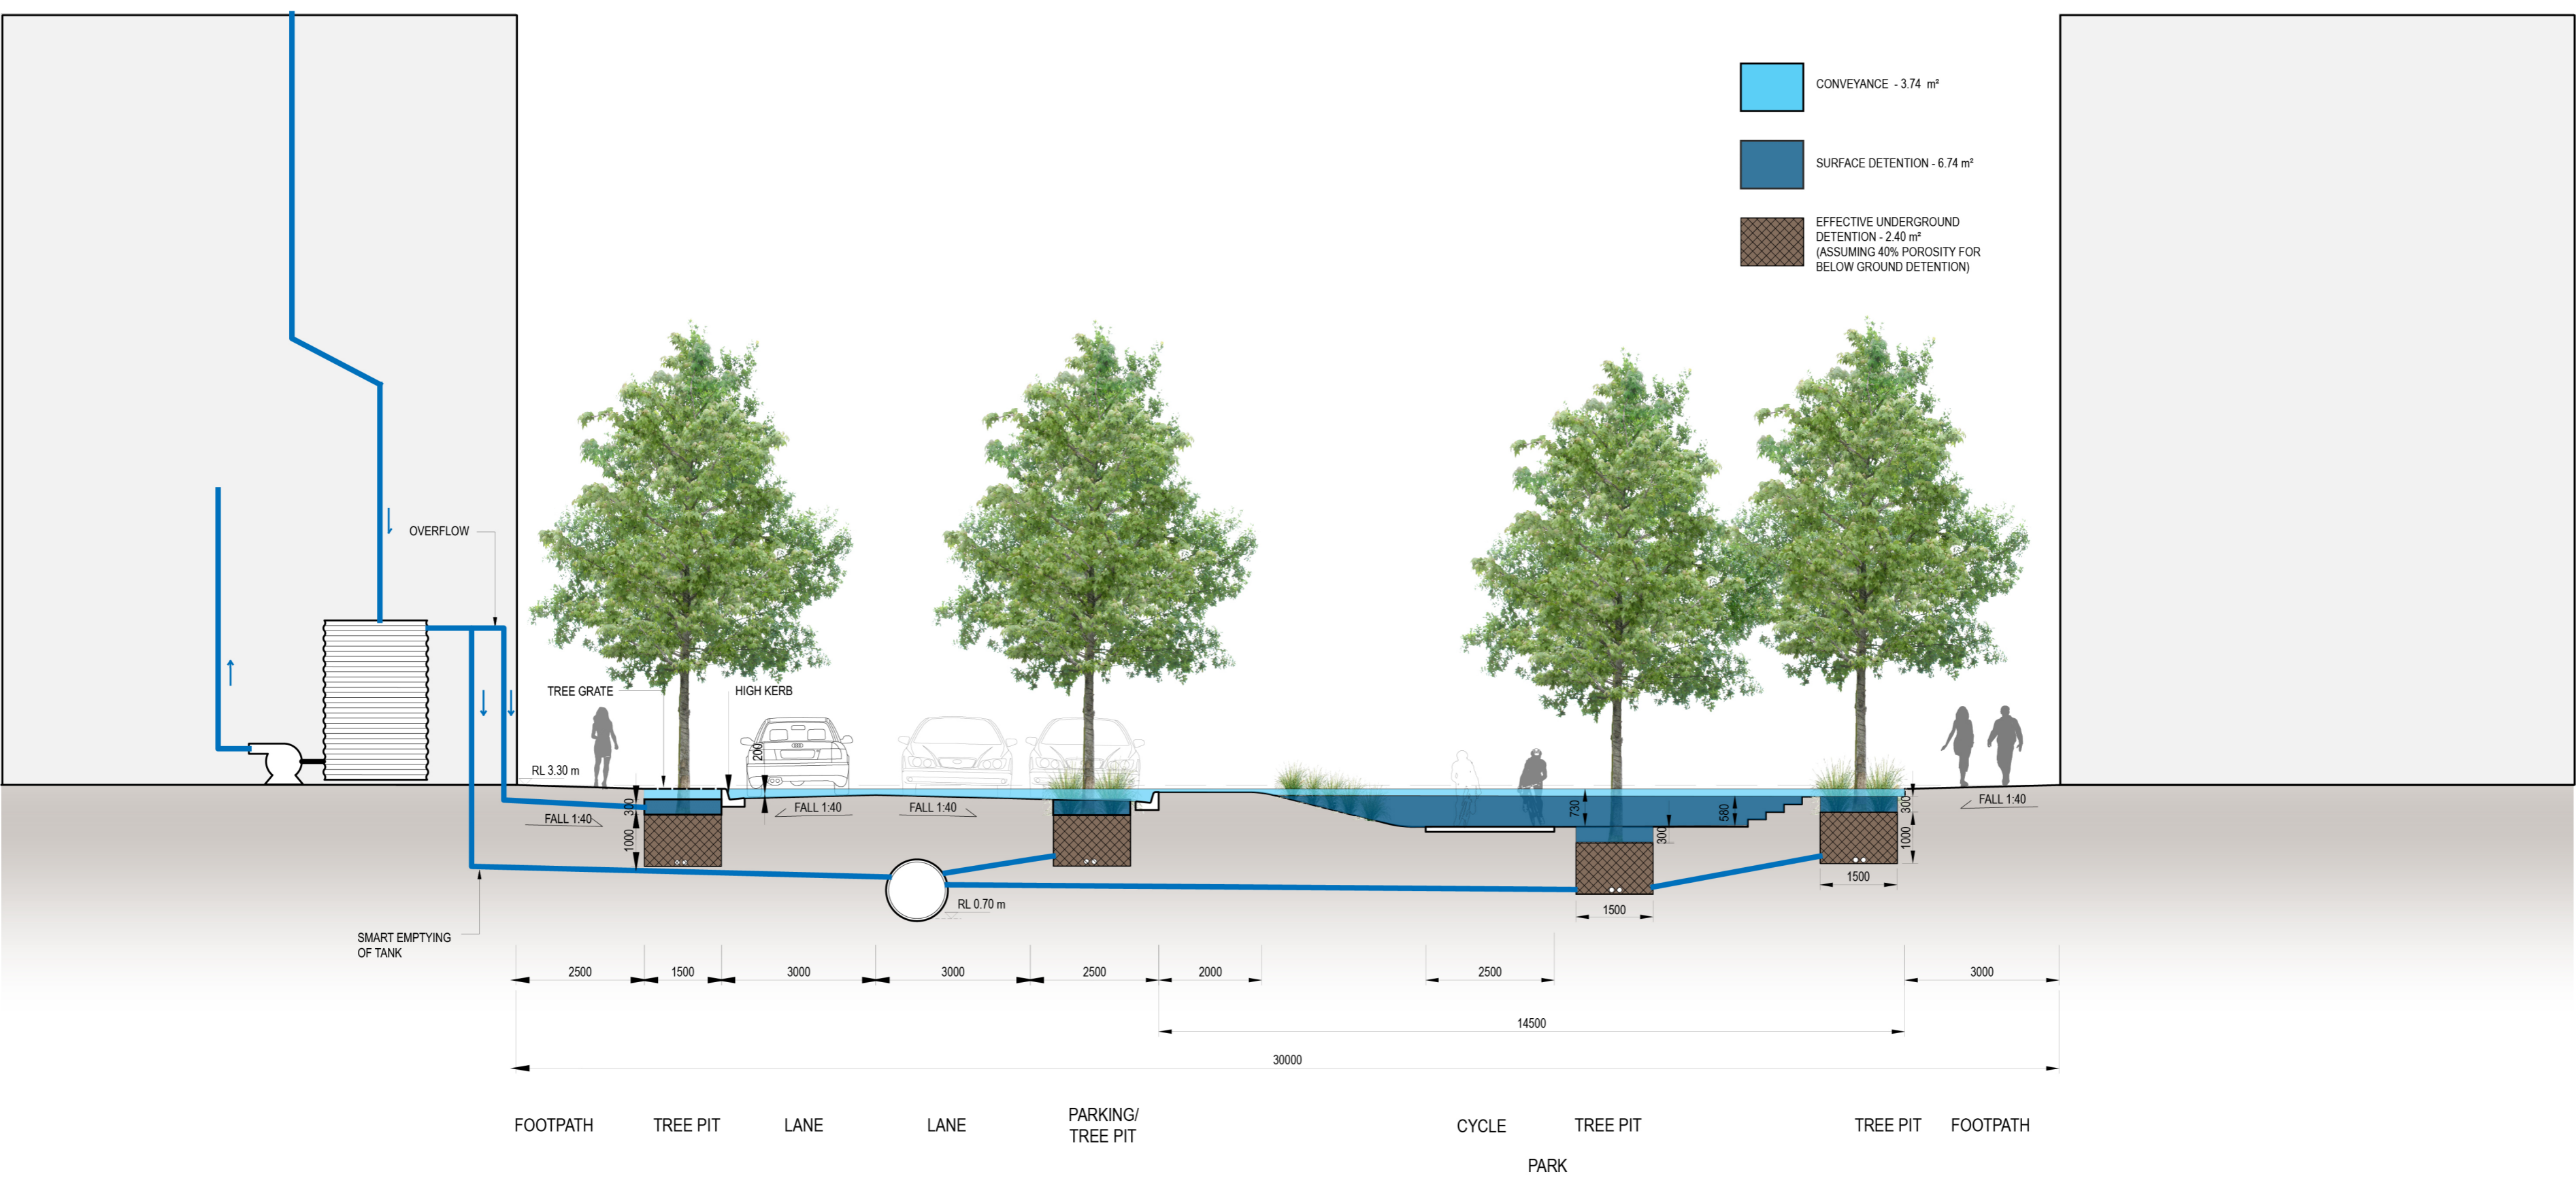 CONVEYANCE - 3.74 m²
SURFACE DETENTION - 6.74 m²
EFFECTIVE UNDERGROUND
DETENTION - 2.40 m²
(ASSUMING 40% POROSITY FOR
BELOW GROUND DETENTION)
OVERFLOW
TREE GRATE
HIGH KERB
200
RL 3.30 m
300
FALL 1:40
FALL 1:40
FALL 1:40
1000
730
300
580
300
FALL 1:40
1000
1500
RL 0.70 m
1500
SMART EMPTYING
OF TANK
2500
1500
3000
3000
2500
2000
2500
3000
14500
30000
FOOTPATH
TREE PIT
LANE
LANE
PARKING/
TREE PIT
CYCLE
TREE PIT
TREE PIT
FOOTPATH
PARK